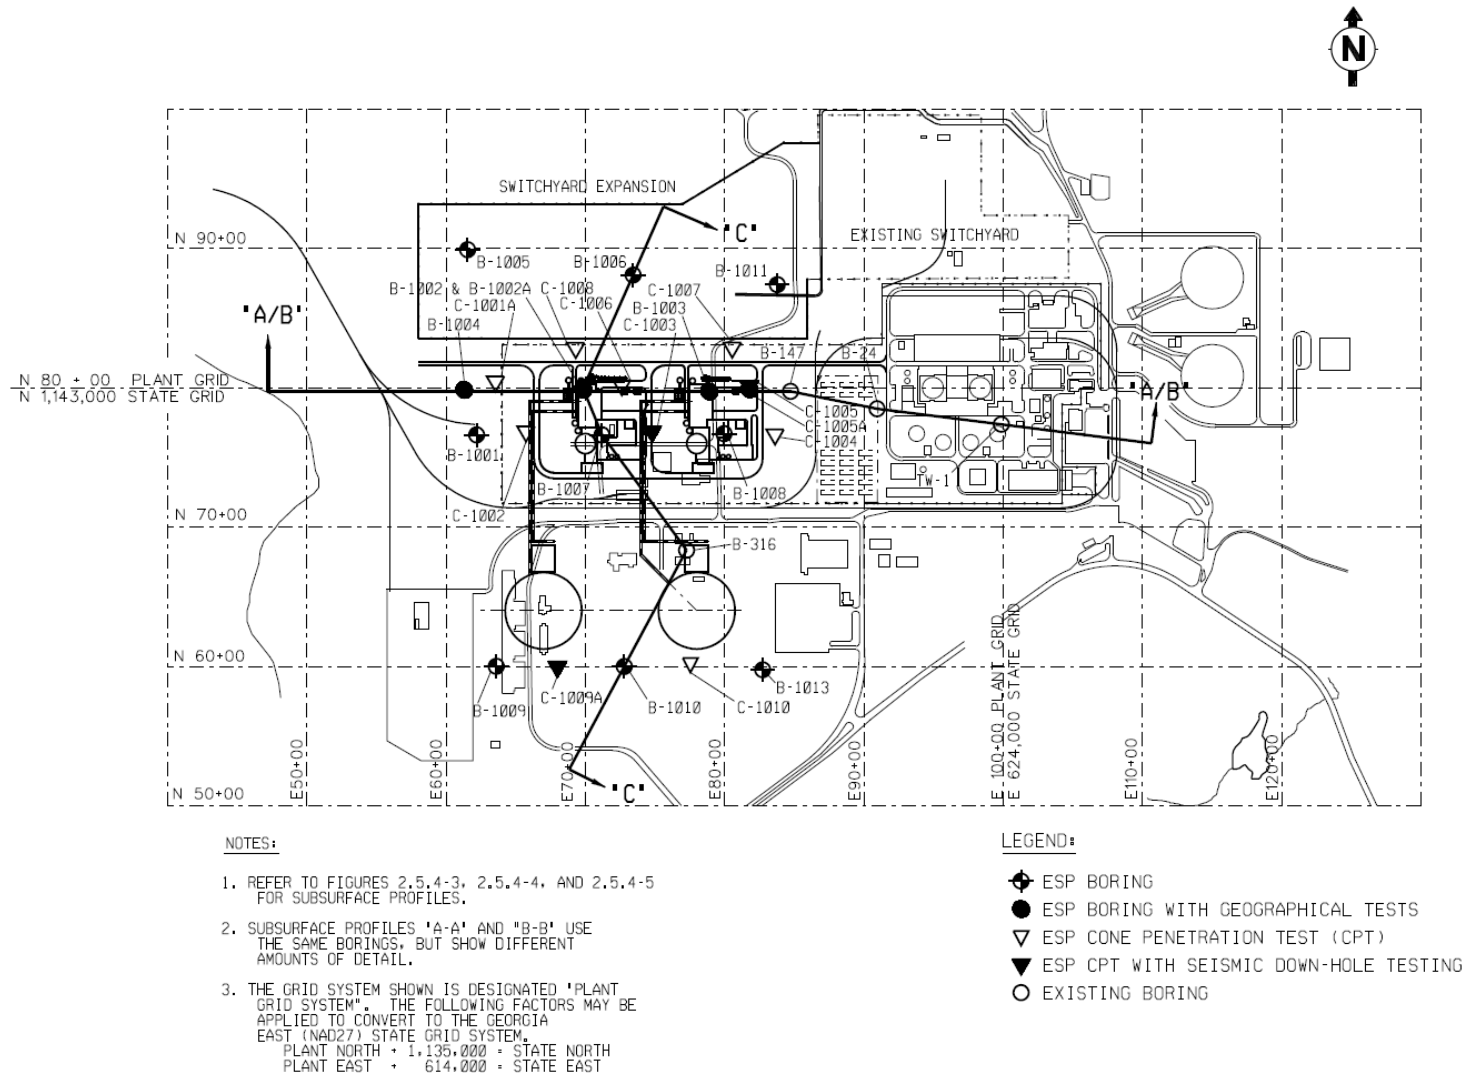 N
SWITCHYARD EXPANSION
"C"
N 90+00
EXISTING SWITCHYARD
B-1005
B-1006
B-1011
B-1002 & B-1002A
C-1008
C-1007
C-1001A
C-1006
B-1003
"A/B"
B-1004
C-1003
B-147
B-24
N 80 + 00 PLANT GRID
N 1,143,000 STATE GRID
"A/B"
C-1005
C-1005A
C-1004
B-1001
TW-1
B-1007
B-1008
C-1002
N 70+00
B-316
N 60+00
C-1009A
B-1009
B-1010
C-1010
B-1013
E50+00
E60+00
E70+00
E80+00
E90+00
E 100+00 PLANT GRID
E 624,000 STATE GRID
E110+00
E120+00
N 50+00
"C"
NOTES:
1. REFER TO FIGURES 2.5.4-3, 2.5.4-4, AND 2.5.4-5
FOR SUBSURFACE PROFILES.
2. SUBSURFACE PROFILES "A-A" AND "B-B" USE
THE SAME BORINGS, BUT SHOW DIFFERENT
AMOUNTS OF DETAIL.
3. THE GRID SYSTEM SHOWN IS DESIGNATED "PLANT
GRID SYSTEM". THE FOLLOWING FACTORS MAY BE
APPLIED TO CONVERT TO THE GEORGIA
EAST (NAD27) STATE GRID SYSTEM.
PLANT NORTH + 1,135,000 = STATE NORTH
PLANT EAST + 614,000 = STATE EAST
LEGEND:
ESP BORING
ESP BORING WITH GEOGRAPHICAL TESTS
ESP CONE PENETRATION TEST (CPT)
ESP CPT WITH SEISMIC DOWN-HOLE TESTING
EXISTING BORING